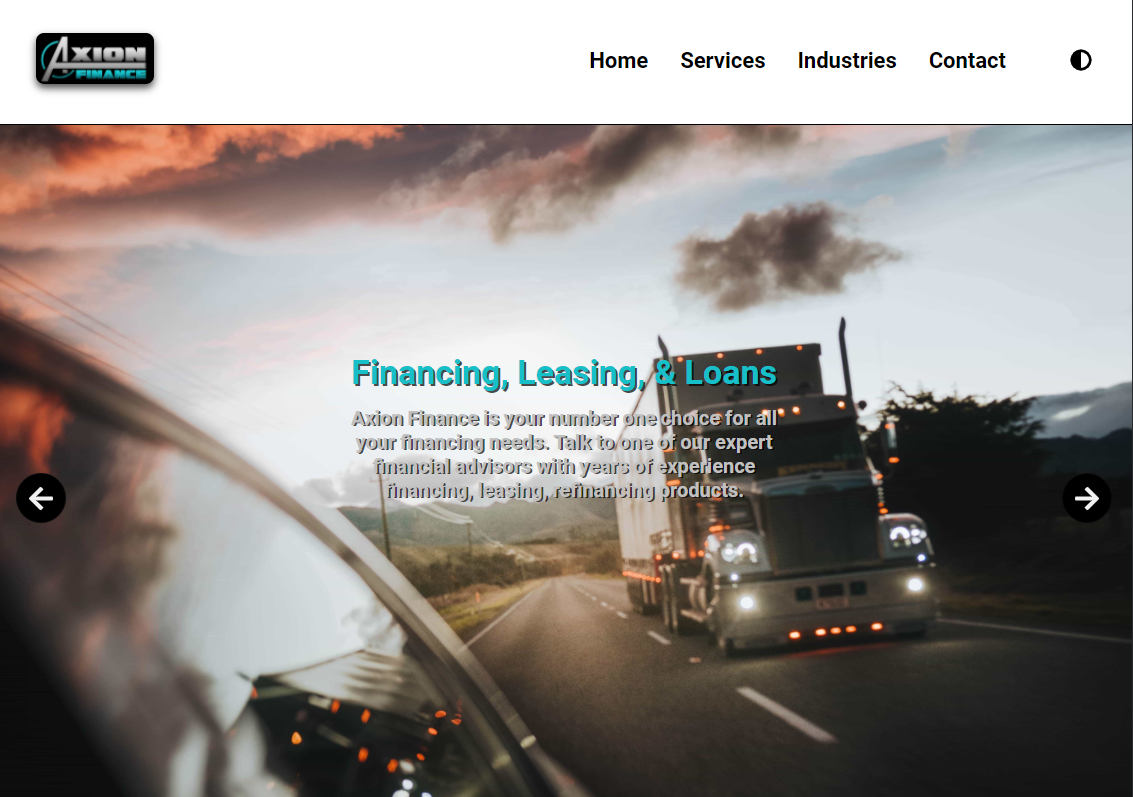 AXION
FINANCE
Home Services Industries Contact
Financing, Leasing, & Loans
Axion Finance is your number one choice for all
your financing needs. Talk to one of our expert
financial advisors with years of experience
financing, leasing, refinancing products.